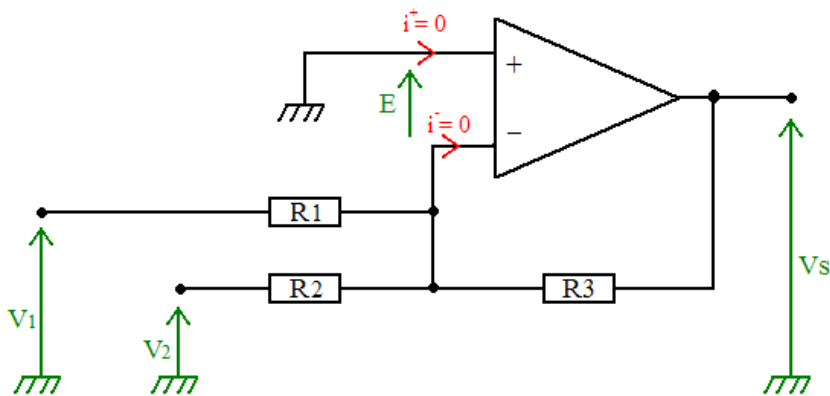 i⁺= 0
+
E
i⁻= 0
−
R1
R2
R3
V₁
V₂
Vs